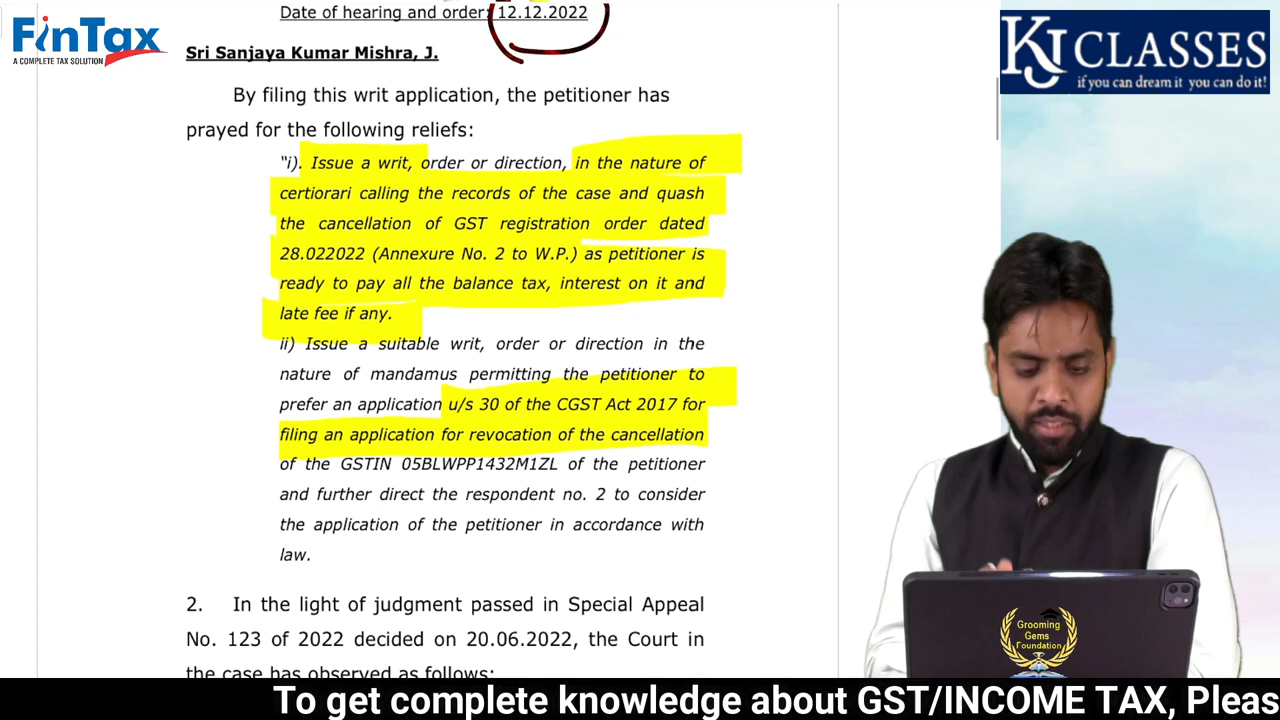 Date of hearing and order: 12.12.2022
FinTax
A COMPLETE TAX SOLUTION
KJ CLASSES
if you can dream it you can do it!
Sri Sanjaya Kumar Mishra, J.
By filing this writ application, the petitioner has
prayed for the following reliefs:
"i). Issue a writ, order or direction, in the nature of
certiorari calling the records of the case and quash
the cancellation of GST registration order dated
28.022022 (Annexure No. 2 to W.P.) as petitioner is
ready to pay all the balance tax, interest on it and
late fee if any.
ii) Issue a suitable writ, order or direction in the
nature of mandamus permitting the petitioner to
prefer an application u/s 30 of the CGST Act 2017 for
filing an application for revocation of the cancellation
of the GSTIN 05BLWPP1432M1ZL of the petitioner
and further direct the respondent no. 2 to consider
the application of the petitioner in accordance with
law.
2. In the light of judgment passed in Special Appeal
No. 123 of 2022 decided on 20.06.2022, the Court in
the case has observed as follows:
Grooming
Gems
Foundation
To get complete knowledge about GST/INCOME TAX, Pleas